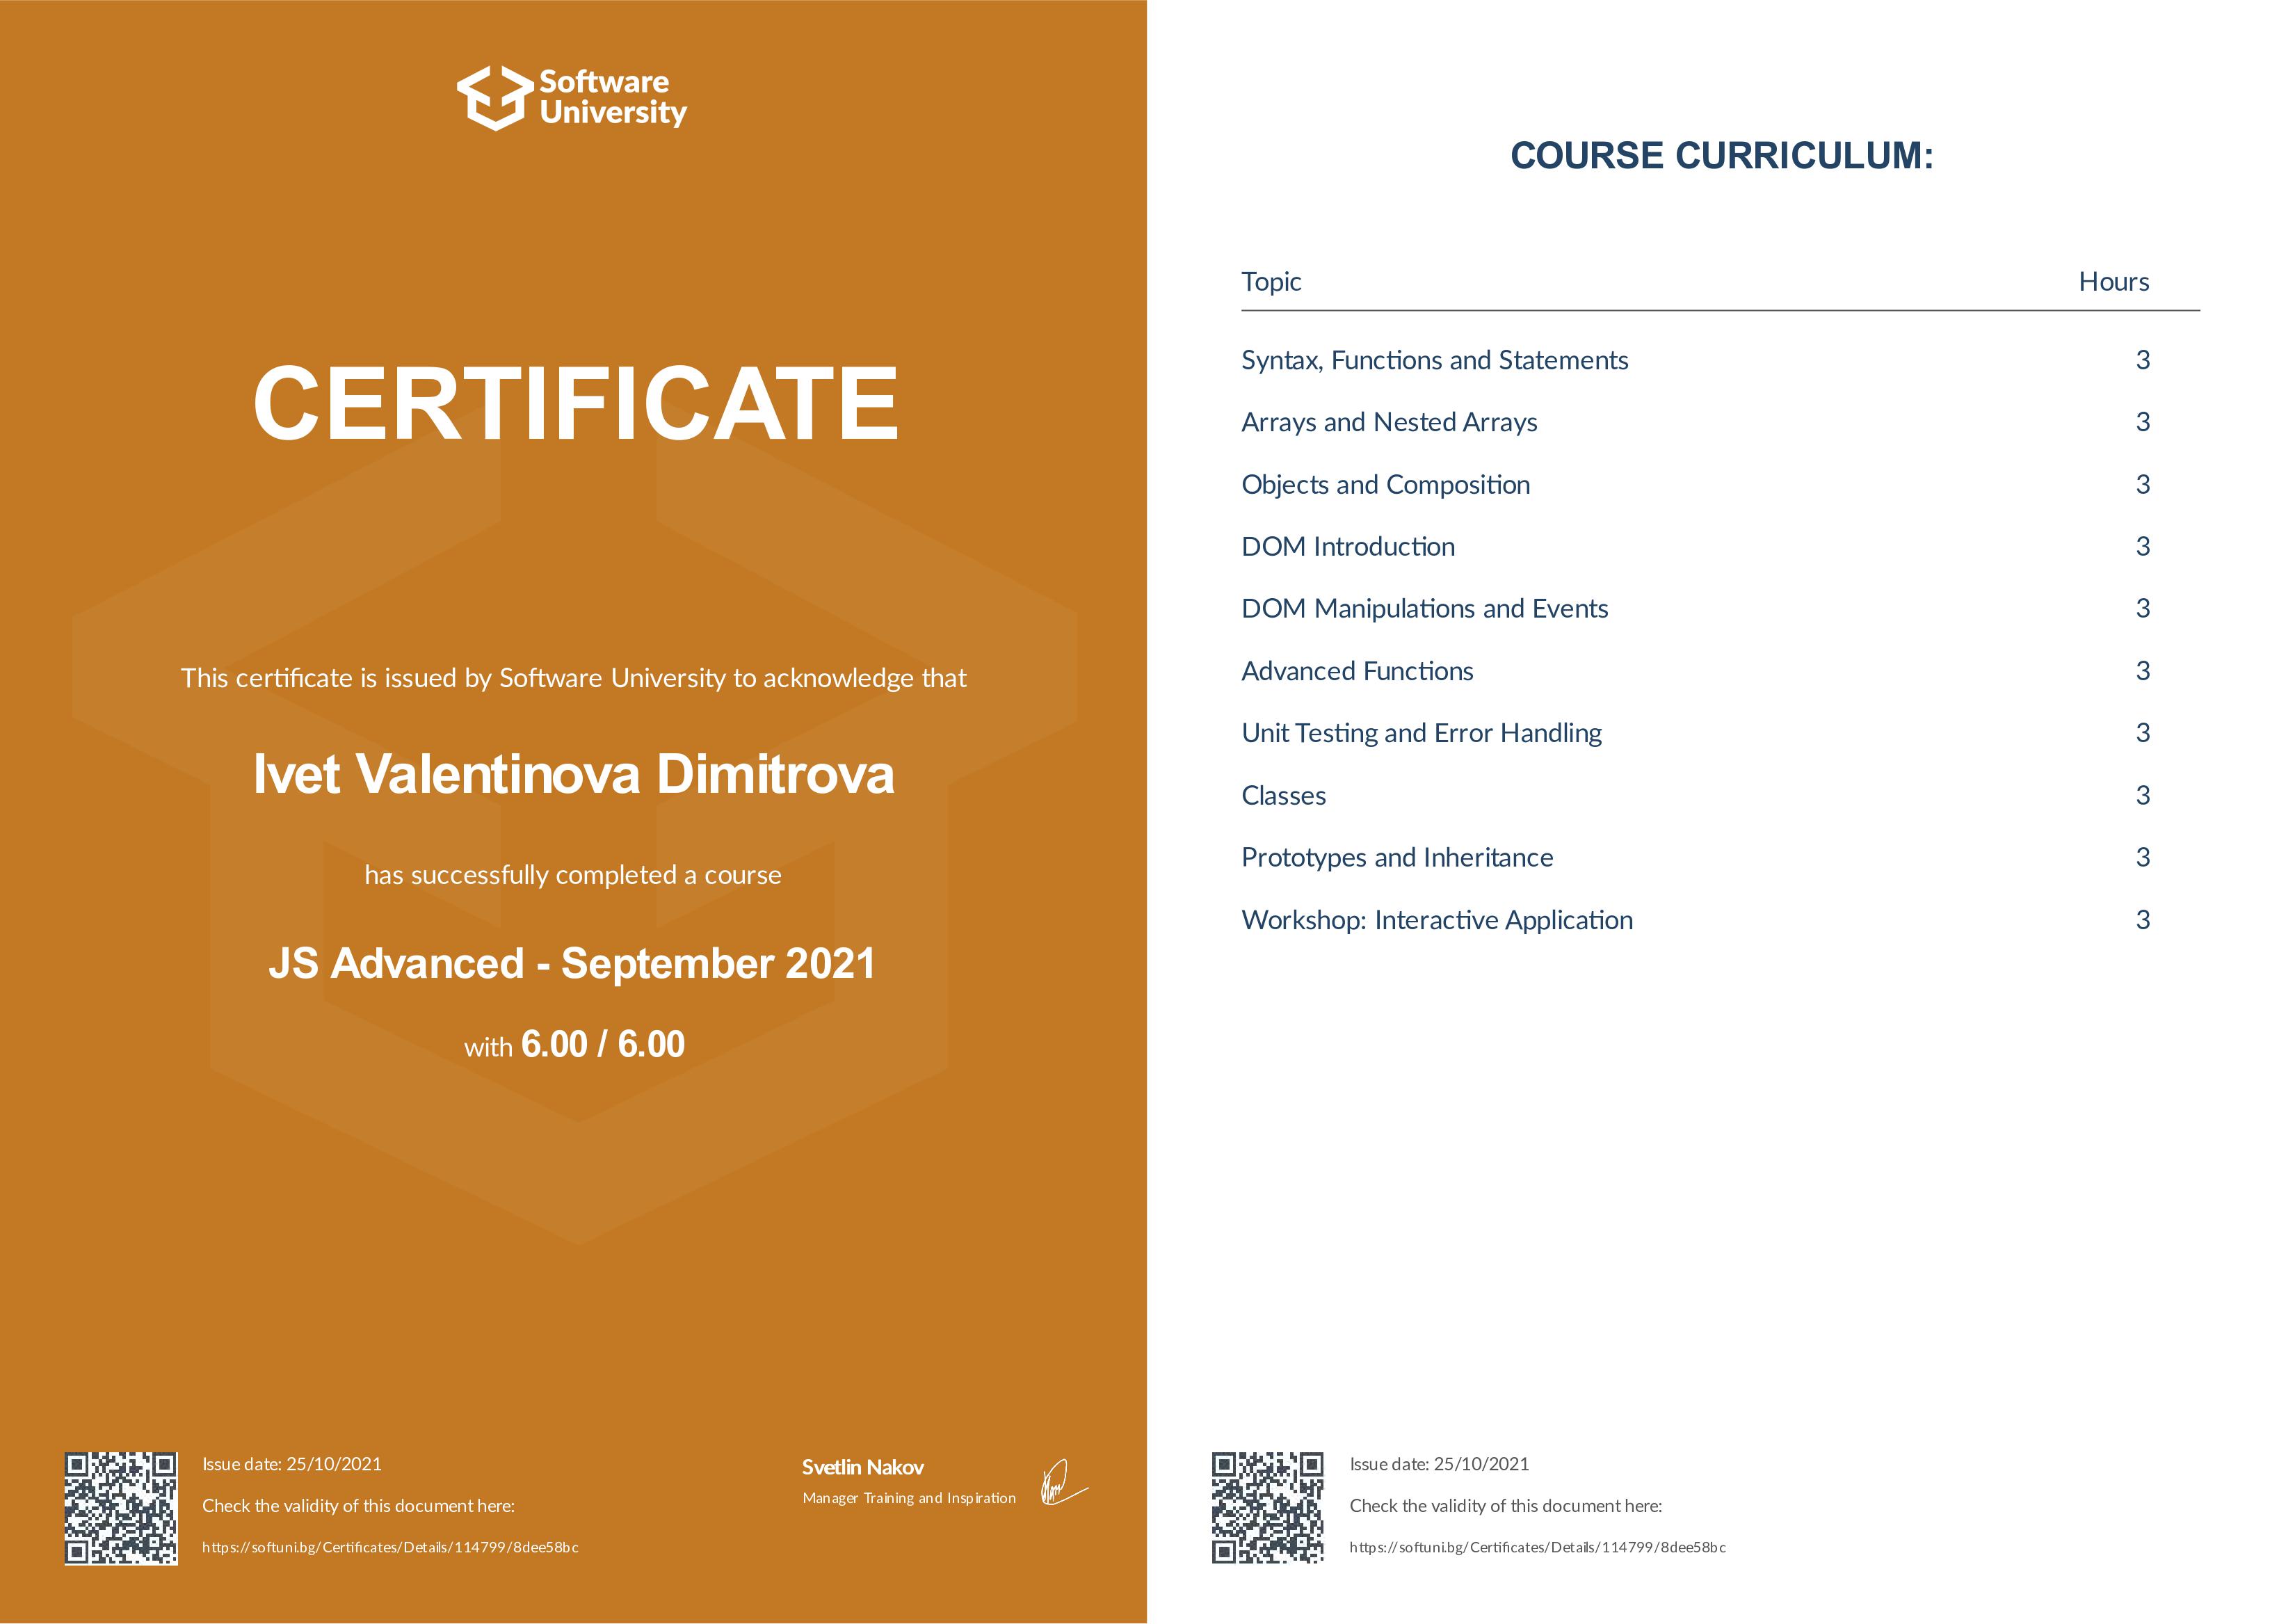 Software
University
CERTIFICATE
This certificate is issued by Software University to acknowledge that
Ivet Valentinova Dimitrova
has successfully completed a course
JS Advanced - September 2021
with 6.00 / 6.00
Issue date: 25/10/2021
Check the validity of this document here:
https://softuni.bg/Certificates/Details/114799/8dee58bc
Svetlin Nakov
Manager Training and Inspiration
COURSE CURRICULUM:
Topic Hours
Syntax, Functions and Statements 3
Arrays and Nested Arrays 3
Objects and Composition 3
DOM Introduction 3
DOM Manipulations and Events 3
Advanced Functions 3
Unit Testing and Error Handling 3
Classes 3
Prototypes and Inheritance 3
Workshop: Interactive Application 3
Issue date: 25/10/2021
Check the validity of this document here:
https://softuni.bg/Certificates/Details/114799/8dee58bc